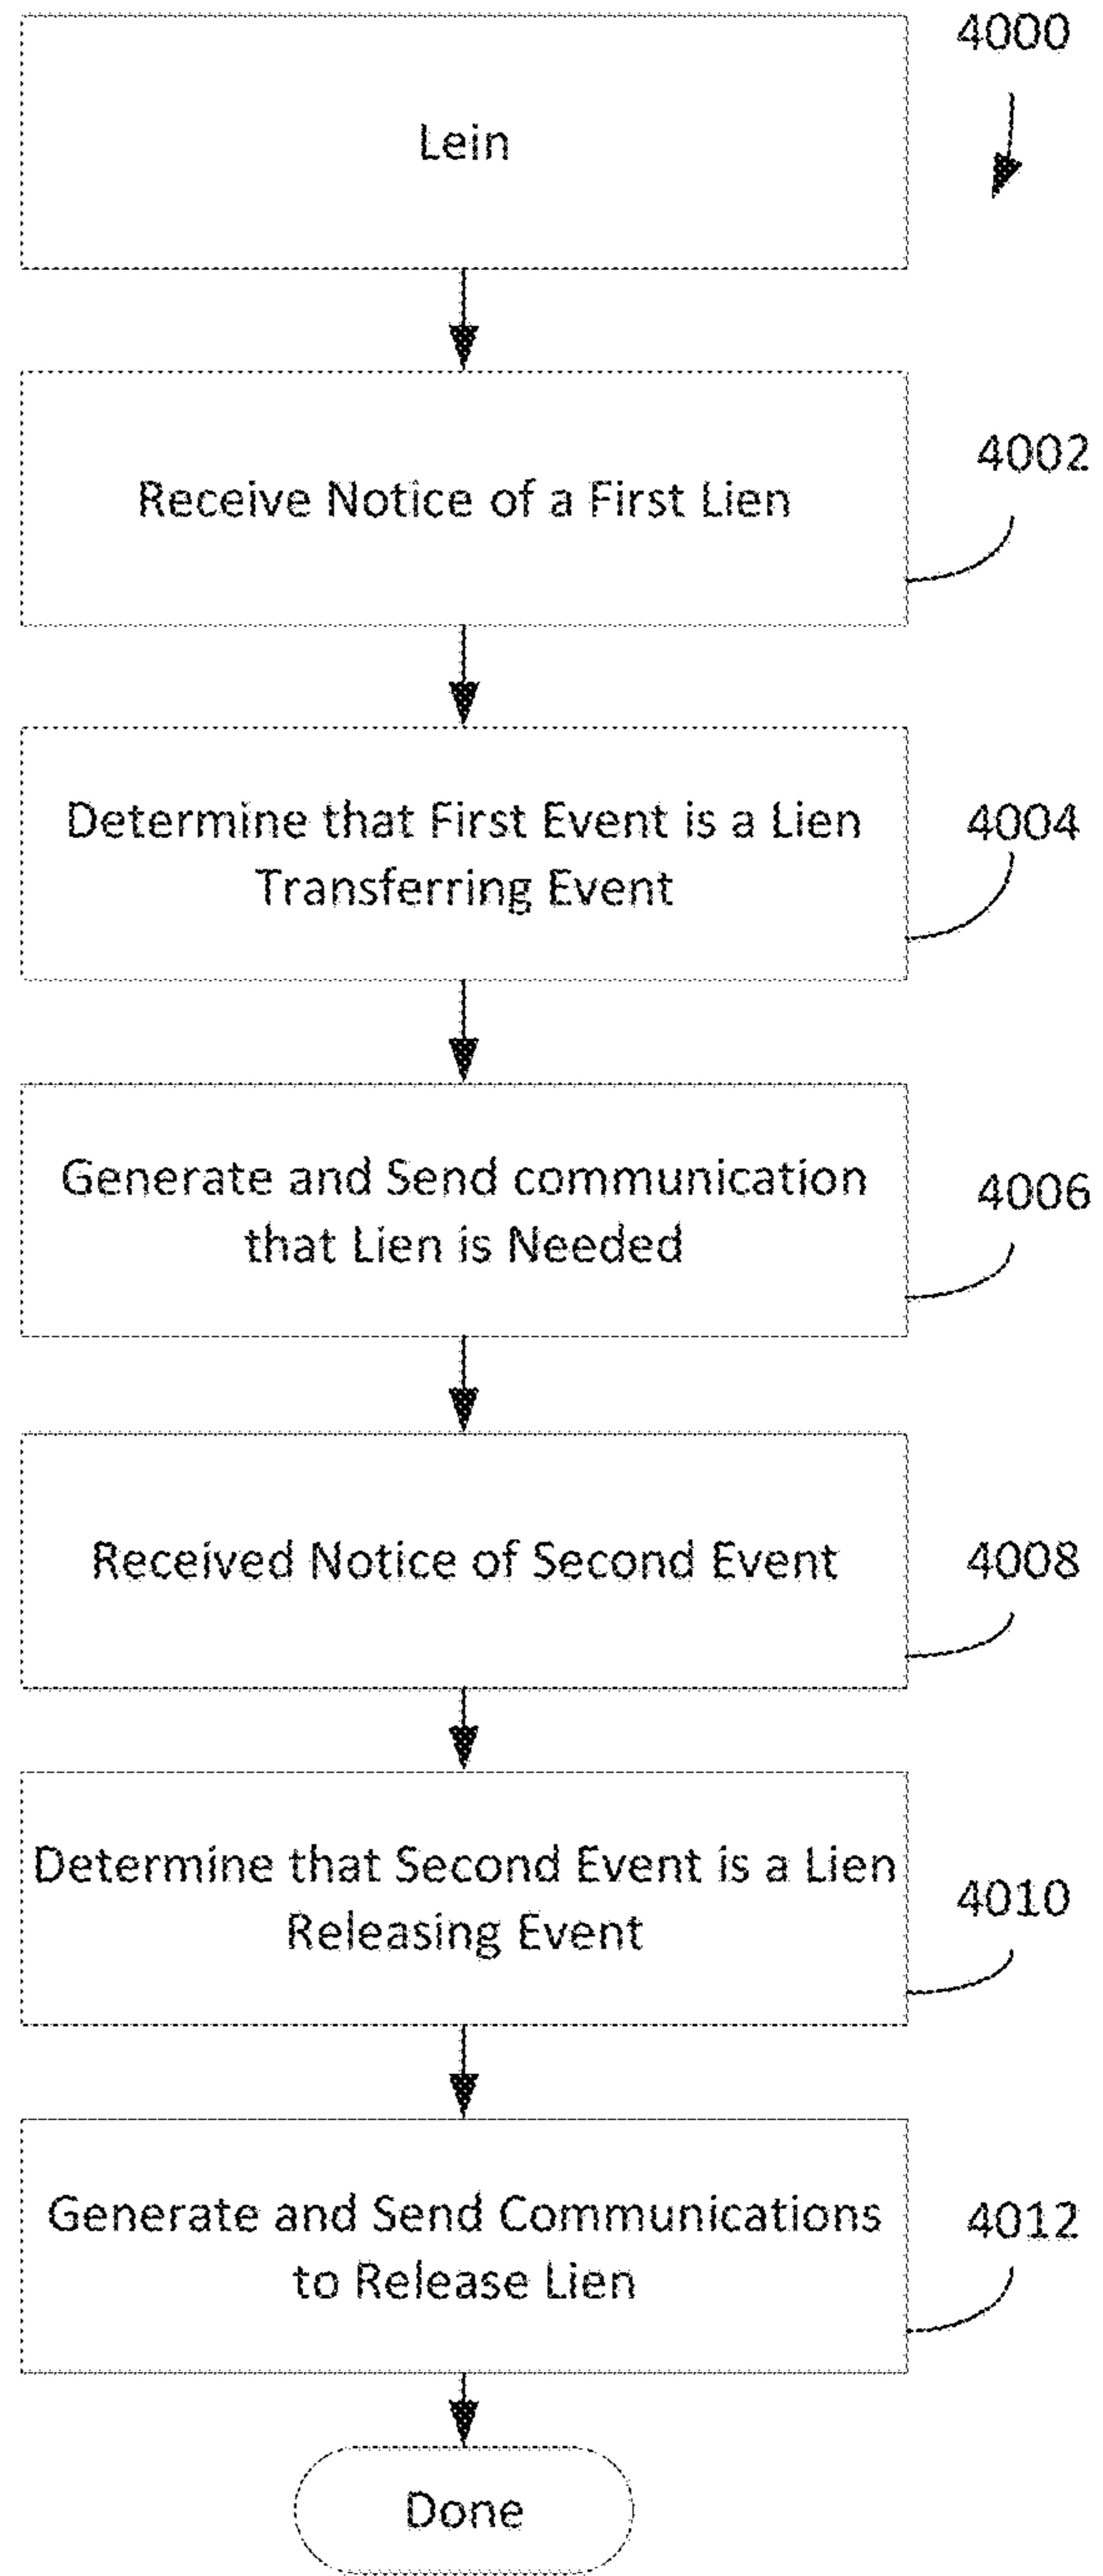 4000
Lein
Receive Notice of a First Lien
4002
Determine that First Event is a Lien
Transferring Event
4004
Generate and Send communication
that Lien is Needed
4006
Received Notice of Second Event
4008
Determine that Second Event is a Lien
Releasing Event
4010
Generate and Send Communications
to Release Lien
4012
Done